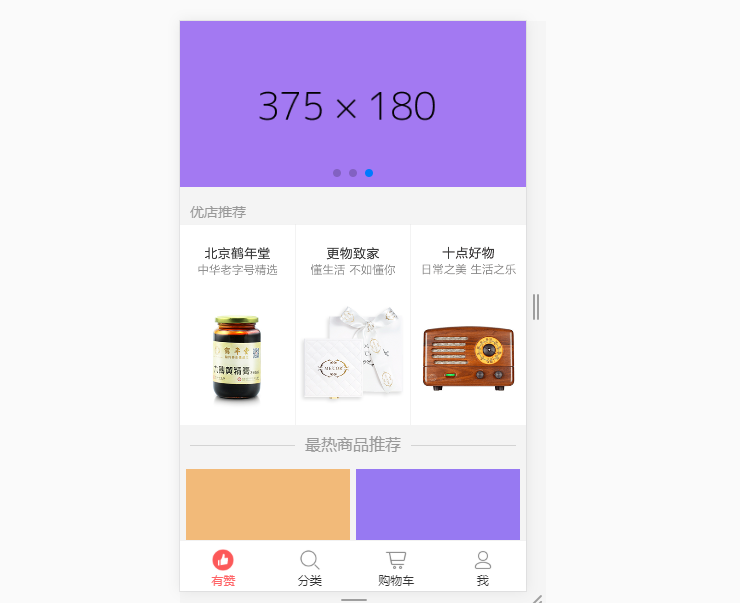 375 × 180
优店推荐
北京鹤年堂
中华老字号精选
更物致家
懂生活 不如懂你
十点好物
日常之美 生活之乐
最热商品推荐
有赞
分类
购物车
我